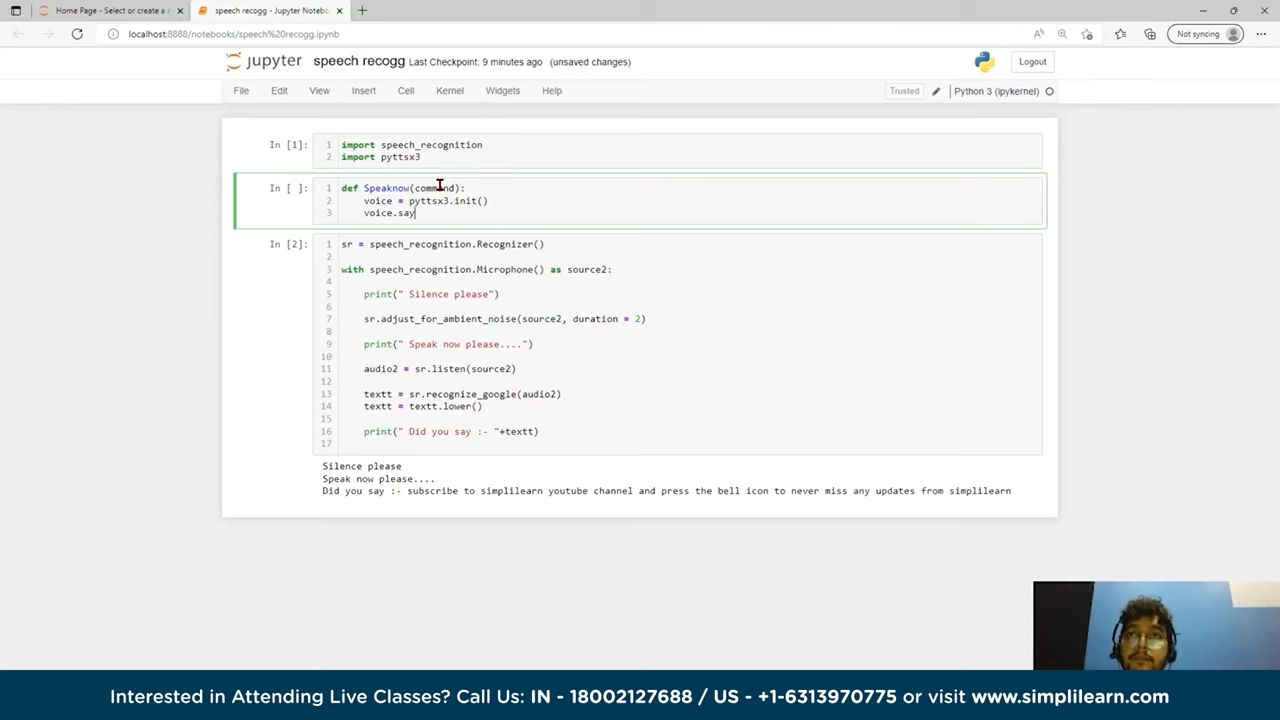 Home Page - Select or create a n
speech recogg - Jupyter Notebo
localhost:8888/notebooks/speech%20recogg.ipynb
Not syncing
jupyter speech recogg Last Checkpoint: 9 minutes ago (unsaved changes)
Logout
File Edit View Insert Cell Kernel Widgets Help
Trusted
Python 3 (ipykernel)
In [1]:
1 import speech_recognition
2 import pyttsx3
In [ ]:
1 def Speaknow(command):
2 voice = pyttsx3.init()
3 voice.say
In [2]:
1 sr = speech_recognition.Recognizer()
2
3 with speech_recognition.Microphone() as source2:
4
5 print(" Silence please")
6
7 sr.adjust_for_ambient_noise(source2, duration = 2)
8
9 print(" Speak now please....")
10
11 audio2 = sr.listen(source2)
12
13 textt = sr.recognize_google(audio2)
14 textt = textt.lower()
15
16 print(" Did you say :- "+textt)
17
Silence please
Speak now please....
Did you say :- subscribe to simplilearn youtube channel and press the bell icon to never miss any updates from simplilearn
Interested in Attending Live Classes? Call Us: IN - 18002127688 / US - +1-6313970775 or visit www.simplilearn.com